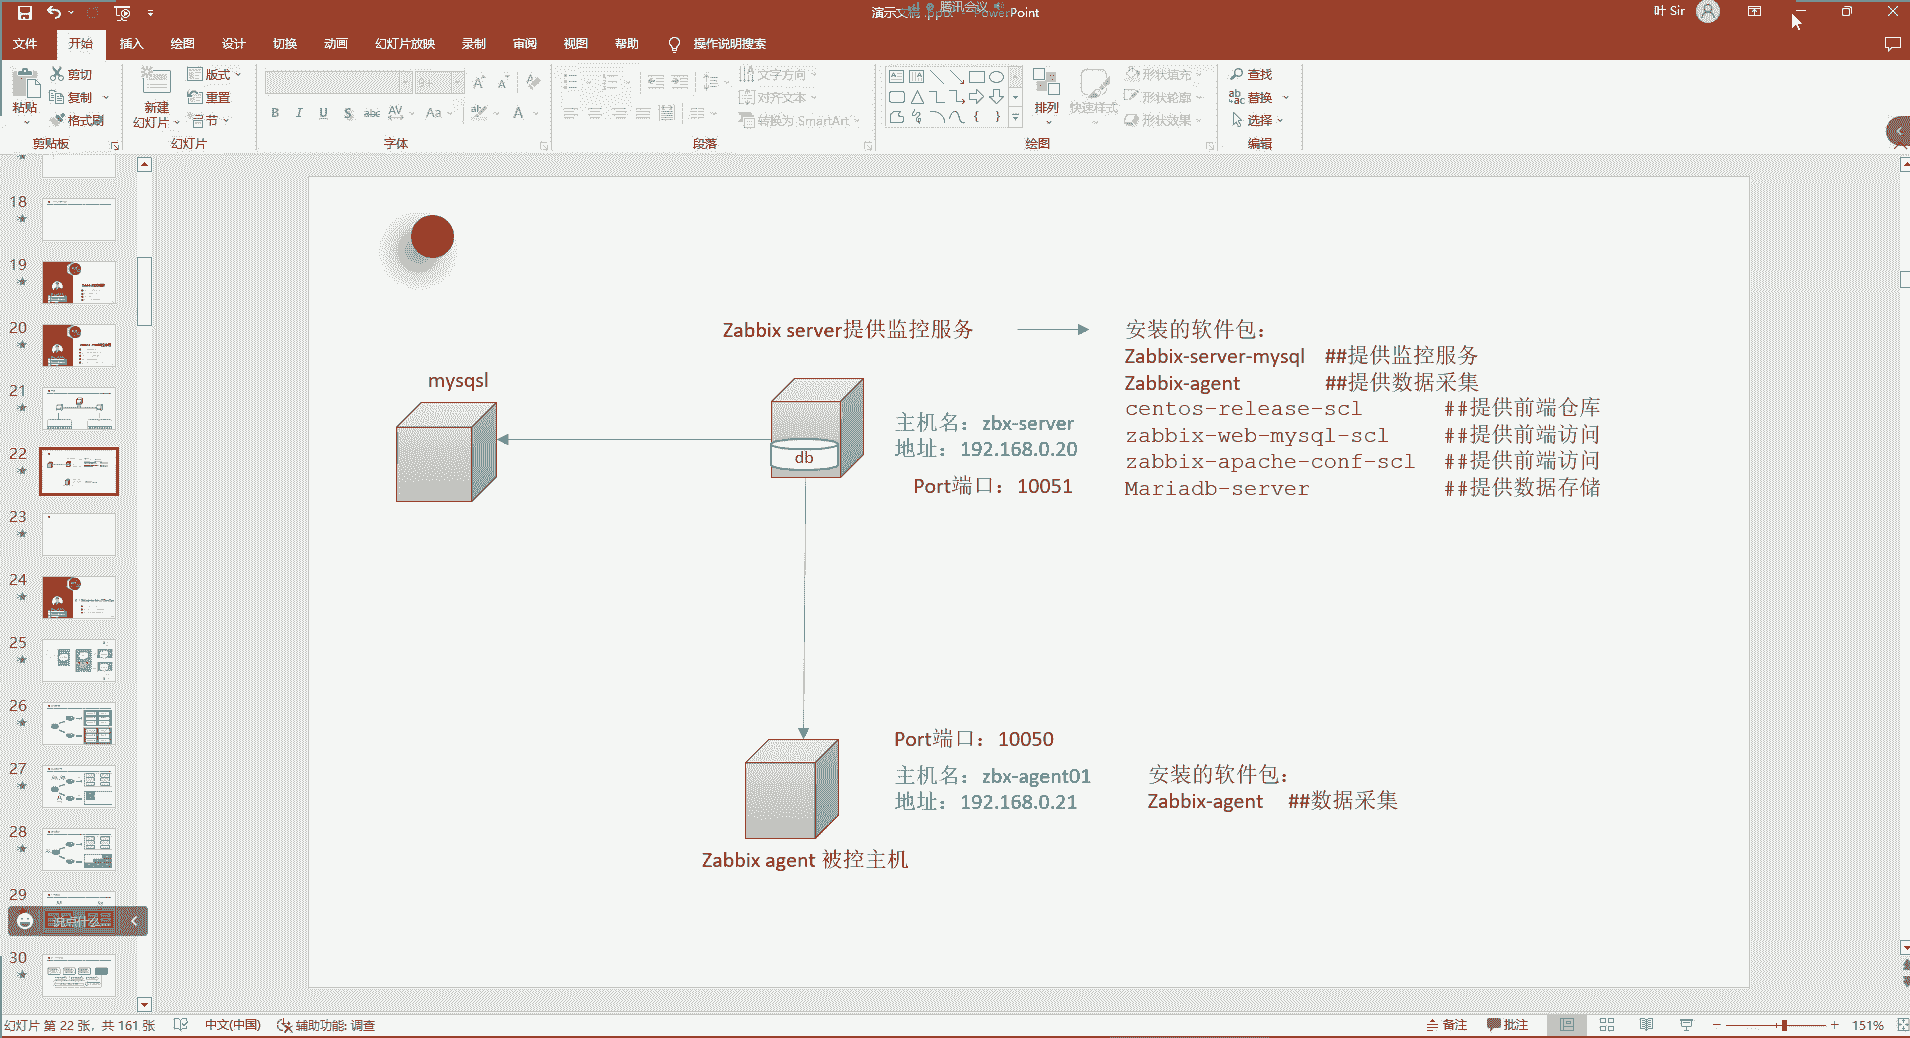 腾讯会议
演示文稿.pptx - PowerPoint
叶 Sir
文件 开始 插入 绘图 设计 切换 动画 幻灯片放映 录制 审阅 视图 帮助 操作说明搜索
粘贴
剪切
复制
格式刷
剪贴板
新建
幻灯片
版式
重置
节
幻灯片
9+
B I U S abc AV Aa A
字体
文字方向
对齐文本
转换为 SmartArt
段落
排列
快速样式
形状填充
形状轮廓
形状效果
绘图
查找
替换
选择
编辑
18
19
20
21
22
23
24
25
26
27
28
29
30
说点什么
Zabbix server提供监控服务
安装的软件包：
Zabbix-server-mysql ##提供监控服务
Zabbix-agent ##提供数据采集
centos-release-scl ##提供前端仓库
zabbix-web-mysql-scl ##提供前端访问
zabbix-apache-conf-scl ##提供前端访问
Mariadb-server ##提供数据存储
mysqsl
db
主机名：zbx-server
地址：192.168.0.20
Port端口：10051
Port端口：10050
主机名：zbx-agent01
地址：192.168.0.21
安装的软件包：
Zabbix-agent ##数据采集
Zabbix agent 被控主机
幻灯片 第 22 张，共 161 张 中文(中国) 辅助功能: 调查 备注 批注 151%